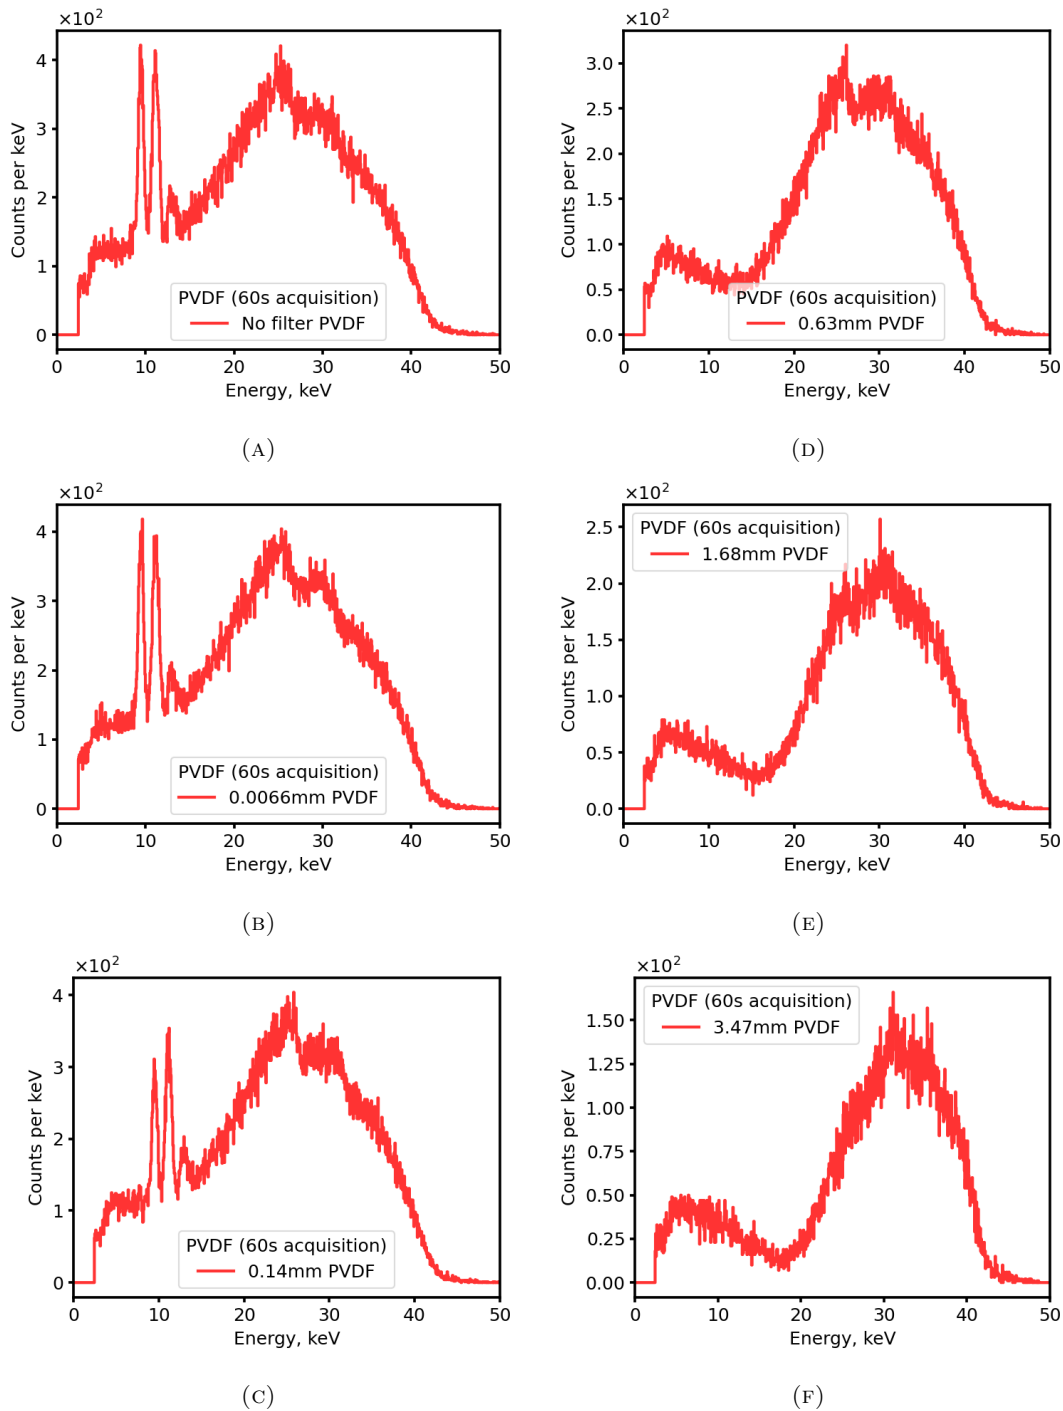 ×10²
4
3
2
1
0
Counts per keV
PVDF (60s acquisition)
No filter PVDF
0 10 20 30 40 50
Energy, keV
(A)
×10²
3.0
2.5
2.0
1.5
1.0
0.5
0.0
Counts per keV
PVDF (60s acquisition)
0.63mm PVDF
0 10 20 30 40 50
Energy, keV
(D)
×10²
4
3
2
1
0
Counts per keV
PVDF (60s acquisition)
0.0066mm PVDF
0 10 20 30 40 50
Energy, keV
(B)
×10²
2.5
2.0
1.5
1.0
0.5
0.0
Counts per keV
PVDF (60s acquisition)
1.68mm PVDF
0 10 20 30 40 50
Energy, keV
(E)
×10²
4
3
2
1
0
Counts per keV
PVDF (60s acquisition)
0.14mm PVDF
0 10 20 30 40 50
Energy, keV
(C)
×10²
1.50
1.25
1.00
0.75
0.50
0.25
0.00
Counts per keV
PVDF (60s acquisition)
3.47mm PVDF
0 10 20 30 40 50
Energy, keV
(F)